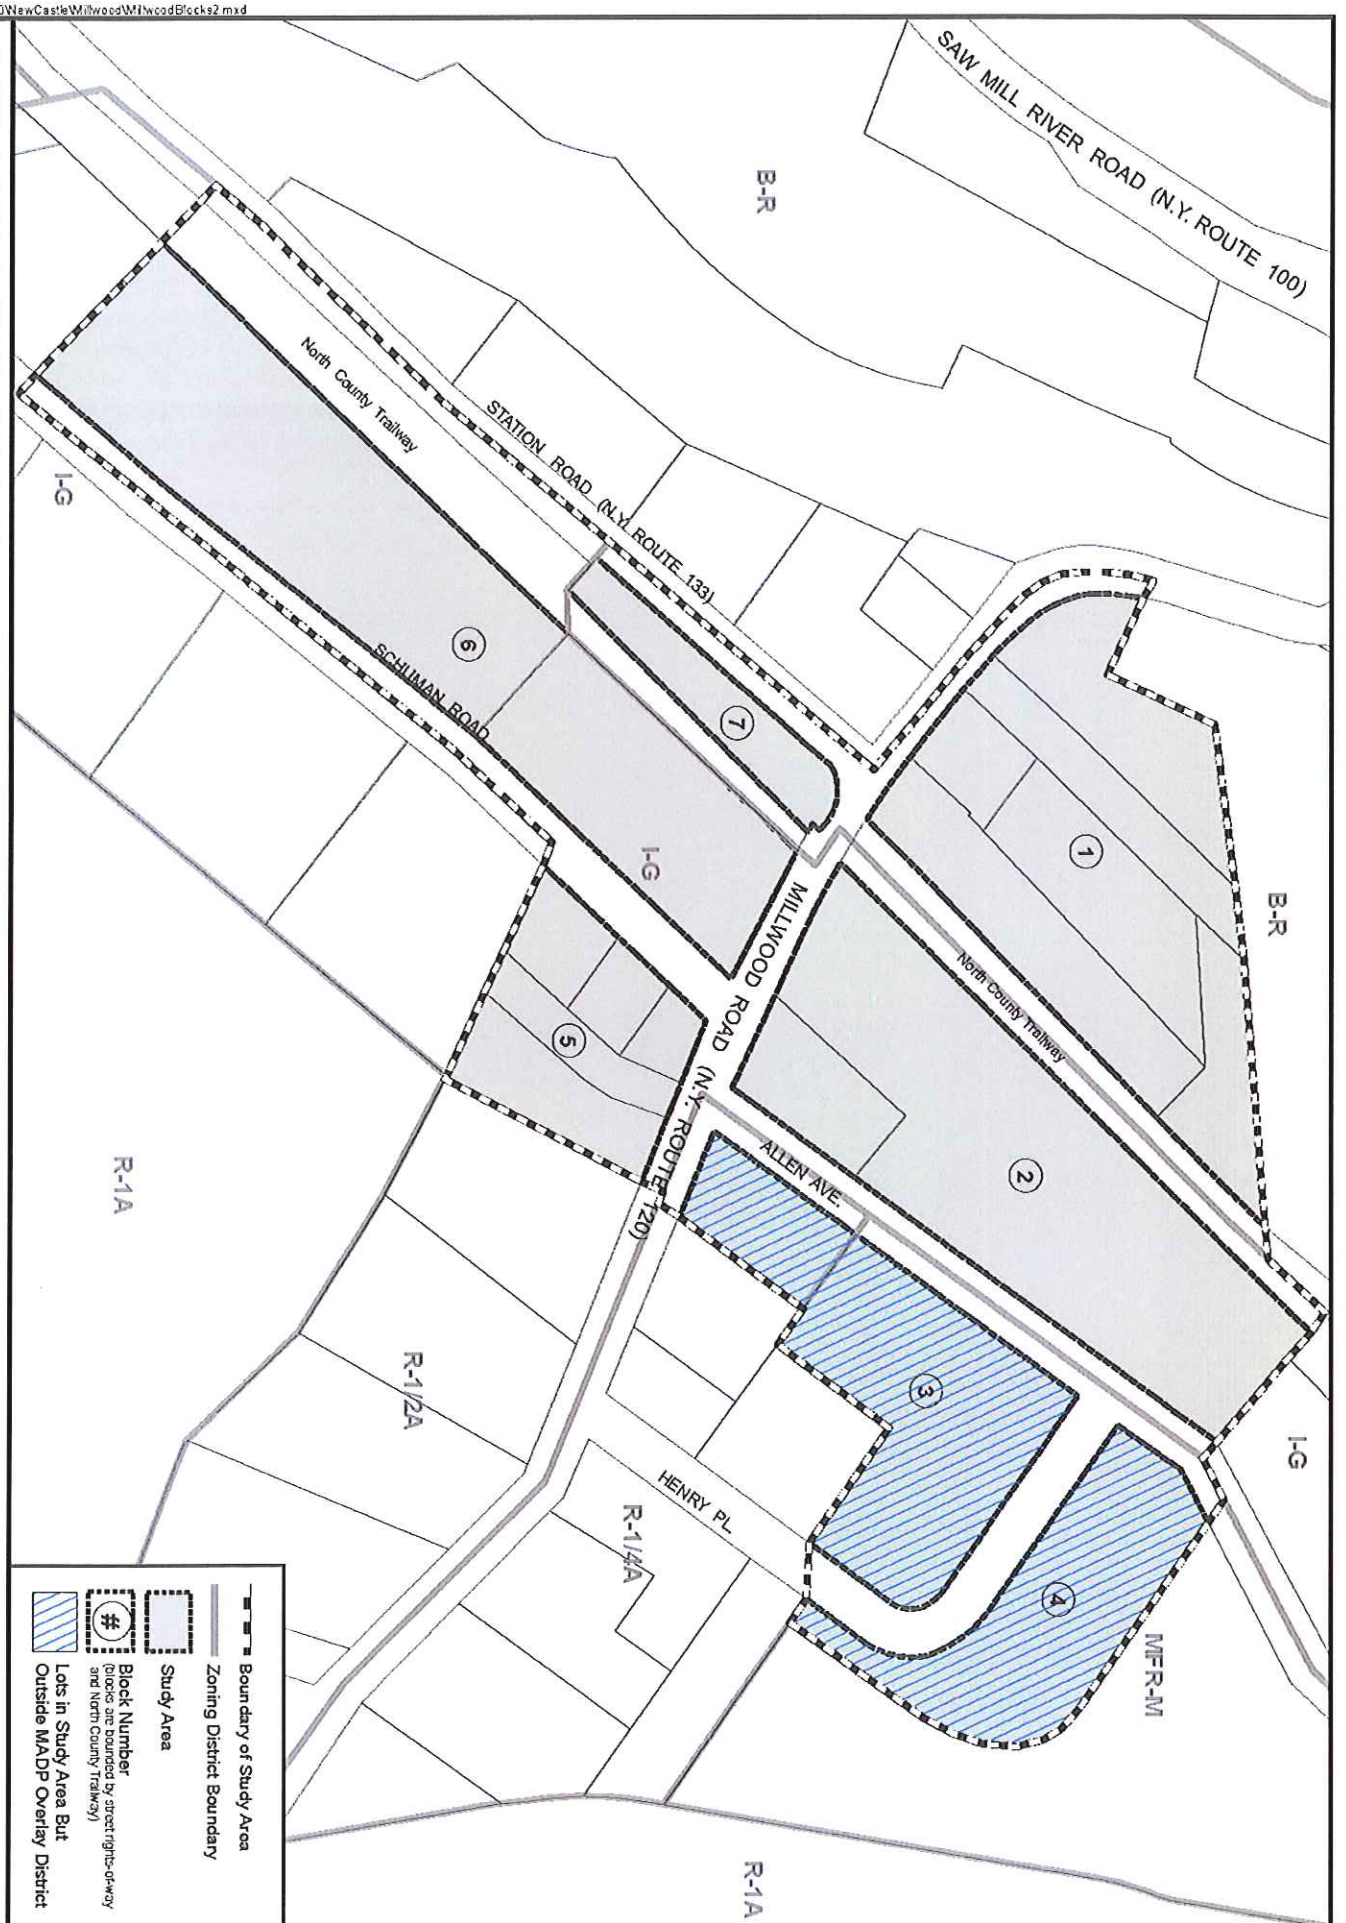 0\NewCastle\Millwood\MillwoodBlocks2.mxd
SAW MILL RIVER ROAD (N.Y. ROUTE 100)
B-R
North County Trailway
STATION ROAD (N.Y. ROUTE 133)
I-G
6
SCHUMAN ROAD
7
1
B-R
I-G
MILLWOOD ROAD (N.Y. ROUTE 120)
North County Trailway
5
2
ALLEN AVE.
R-1A
R-1/2A
3
I-G
HENRY PL.
R-1/4A
4
MFR-M
R-1A
Boundary of Study Area
Zoning District Boundary
Study Area
#
Block Number
(blocks are bounded by street rights-of-way
and North County Trailway)
Lots in Study Area But
Outside MADP Overlay District